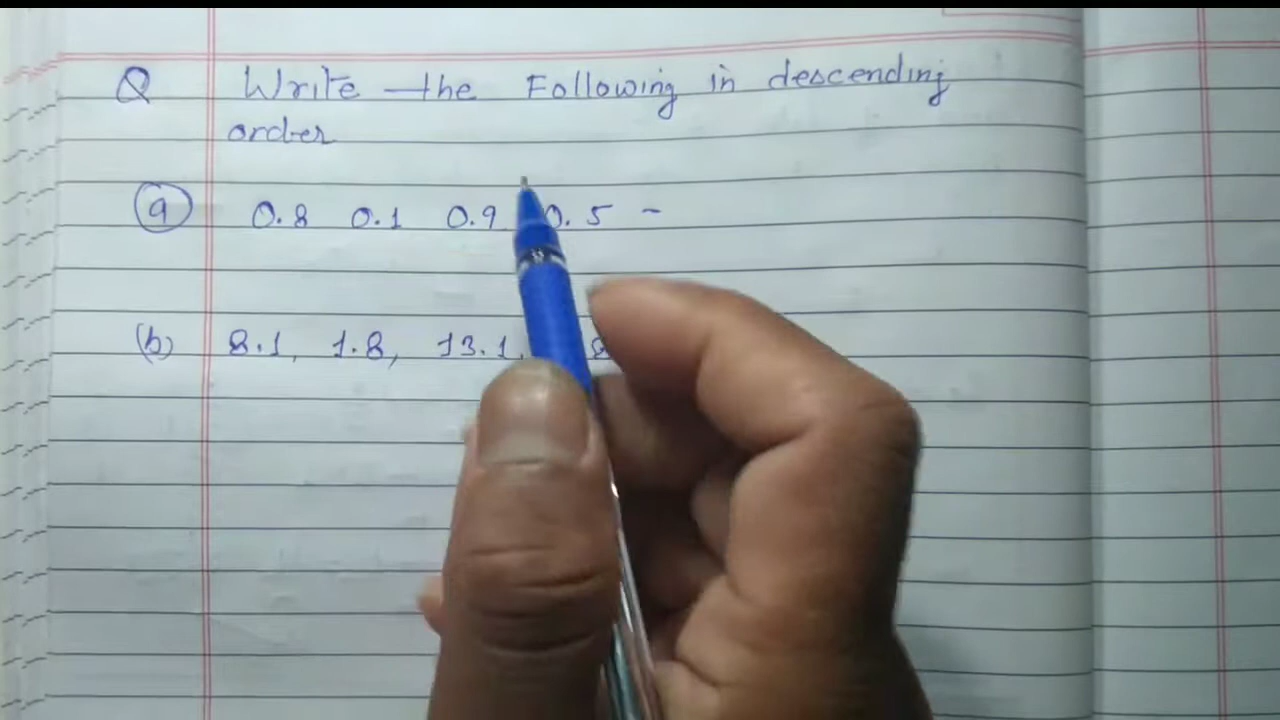 Q Write the Following in descending
order
(a) 0.8 0.1 0.9 0.5 -
(b) 8.1, 1.8, 13.1,